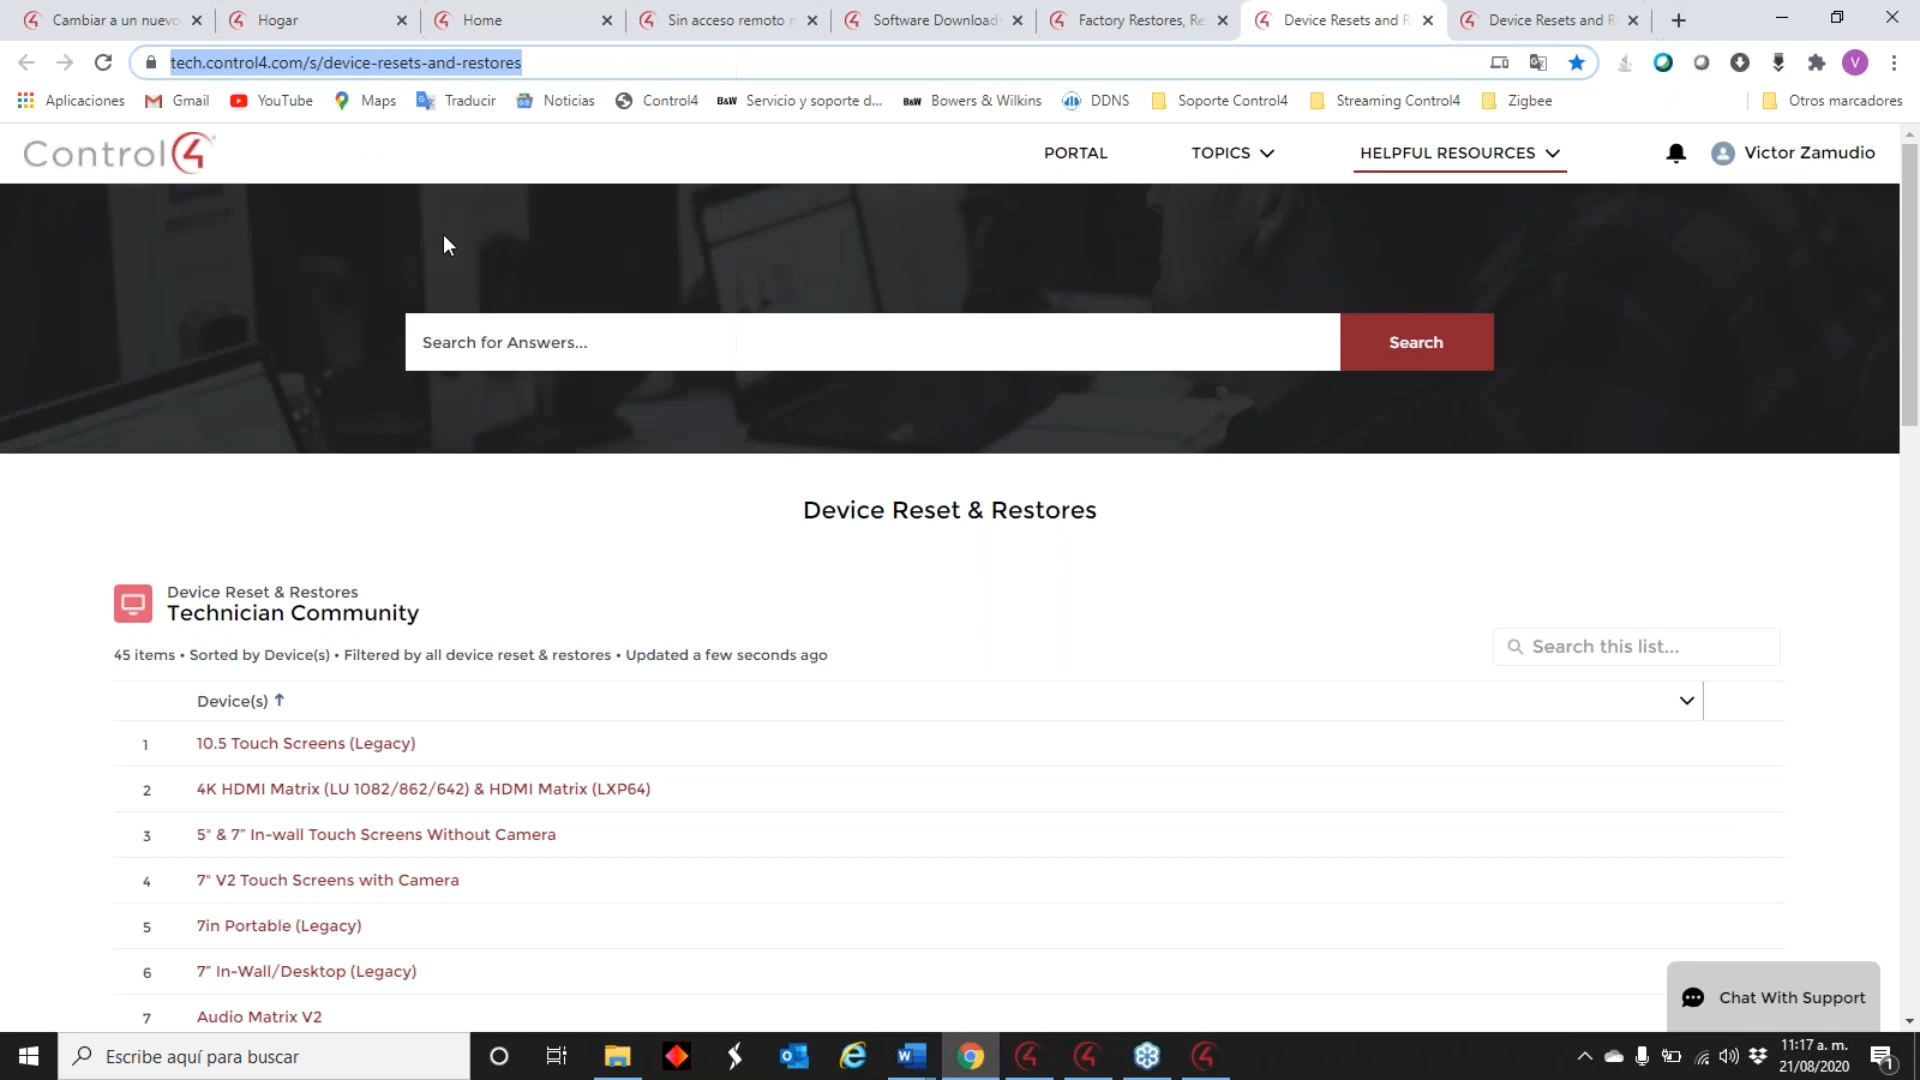 Cambiar a un nuevo
Hogar
Home
Sin acceso remoto
Software Download
Factory Restores, Re
Device Resets and R
Device Resets and R
tech.control4.com/s/device-resets-and-restores
V
Aplicaciones
Gmail
YouTube
Maps
Traducir
Noticias
Control4
B&W Servicio y soporte d...
B&W Bowers & Wilkins
DDNS
Soporte Control4
Streaming Control4
Zigbee
Otros marcadores
Control4
PORTAL
TOPICS
HELPFUL RESOURCES
Victor Zamudio
Search for Answers...
Search
Device Reset & Restores
Device Reset & Restores
Technician Community
45 items • Sorted by Device(s) • Filtered by all device reset & restores • Updated a few seconds ago
Search this list...
Device(s) ↑
1 10.5 Touch Screens (Legacy)
2 4K HDMI Matrix (LU 1082/862/642) & HDMI Matrix (LXP64)
3 5" & 7" In-wall Touch Screens Without Camera
4 7" V2 Touch Screens with Camera
5 7in Portable (Legacy)
6 7" In-Wall/Desktop (Legacy)
7 Audio Matrix V2
Chat With Support
Escribe aquí para buscar
11:17 a. m.
21/08/2020
1